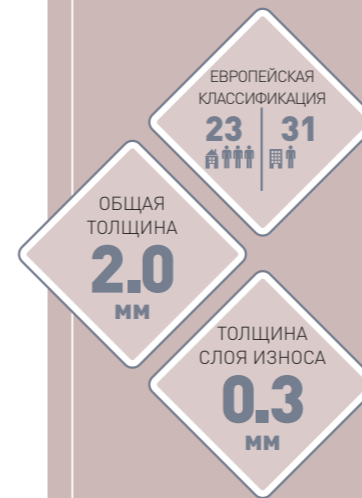 ЕВРОПЕЙСКАЯ
КЛАССИФИКАЦИЯ
23 31
ОБЩАЯ
ТОЛЩИНА
2.0
ММ
ТОЛЩИНА
СЛОЯ ИЗНОСА
0.3
ММ